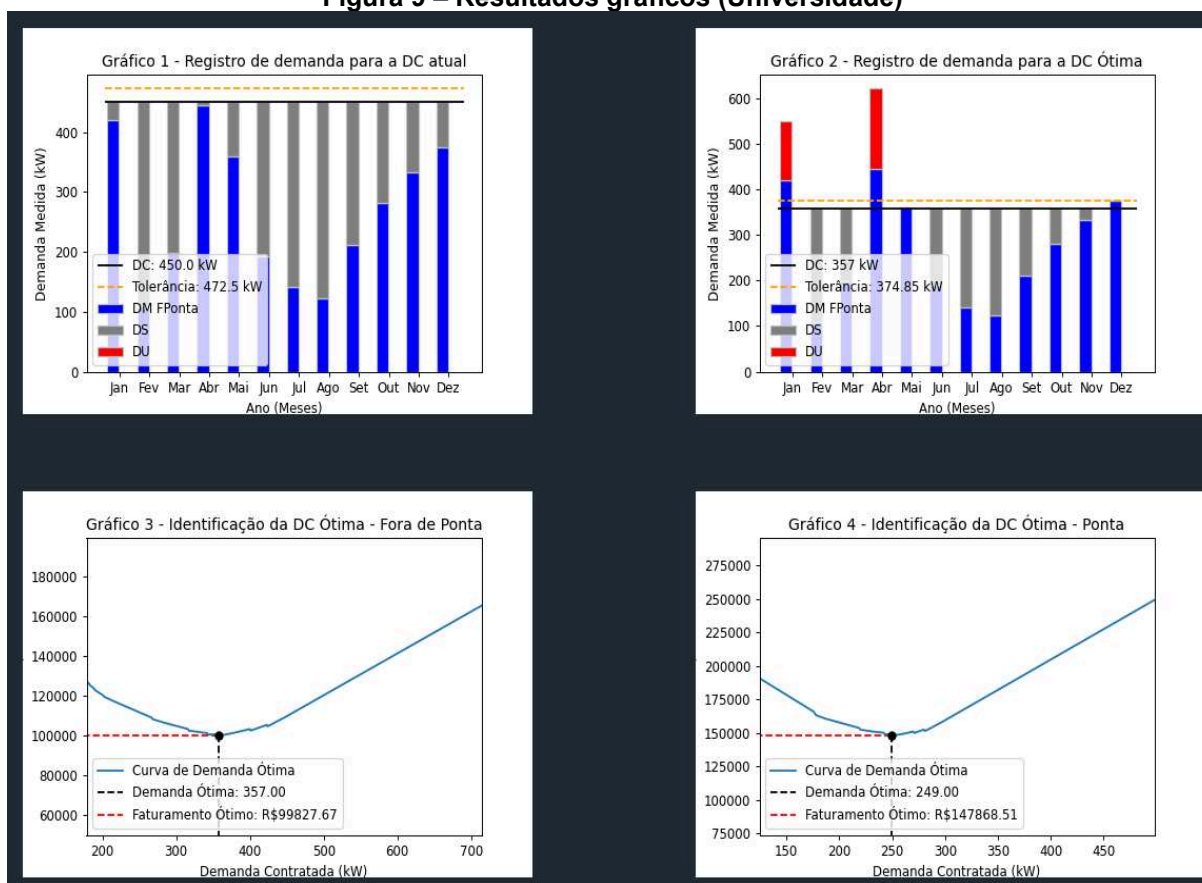 Figura 9 – Resultados gráficos (Universidade)
Gráfico 1 - Registro de demanda para a DC atual
Demanda Medida (kW)
400
300
200
100
0
DC: 450.0 kW
Tolerância: 472.5 kW
DM FPonta
DS
DU
Jan Fev Mar Abr Mai Jun Jul Ago Set Out Nov Dez
Ano (Meses)
Gráfico 2 - Registro de demanda para a DC Ótima
Demanda Medida (kW)
600
500
400
300
200
100
0
DC: 357 kW
Tolerância: 374.85 kW
DM FPonta
DS
DU
Jan Fev Mar Abr Mai Jun Jul Ago Set Out Nov Dez
Ano (Meses)
Gráfico 3 - Identificação da DC Ótima - Fora de Ponta
180000
160000
140000
120000
100000
80000
60000
Curva de Demanda Ótima
Demanda Ótima: 357.00
Faturamento Ótimo: R$99827.67
200 300 400 500 600 700
Demanda Contratada (kW)
Gráfico 4 - Identificação da DC Ótima - Ponta
275000
250000
225000
200000
175000
150000
125000
100000
75000
Curva de Demanda Ótima
Demanda Ótima: 249.00
Faturamento Ótimo: R$147868.51
150 200 250 300 350 400 450
Demanda Contratada (kW)